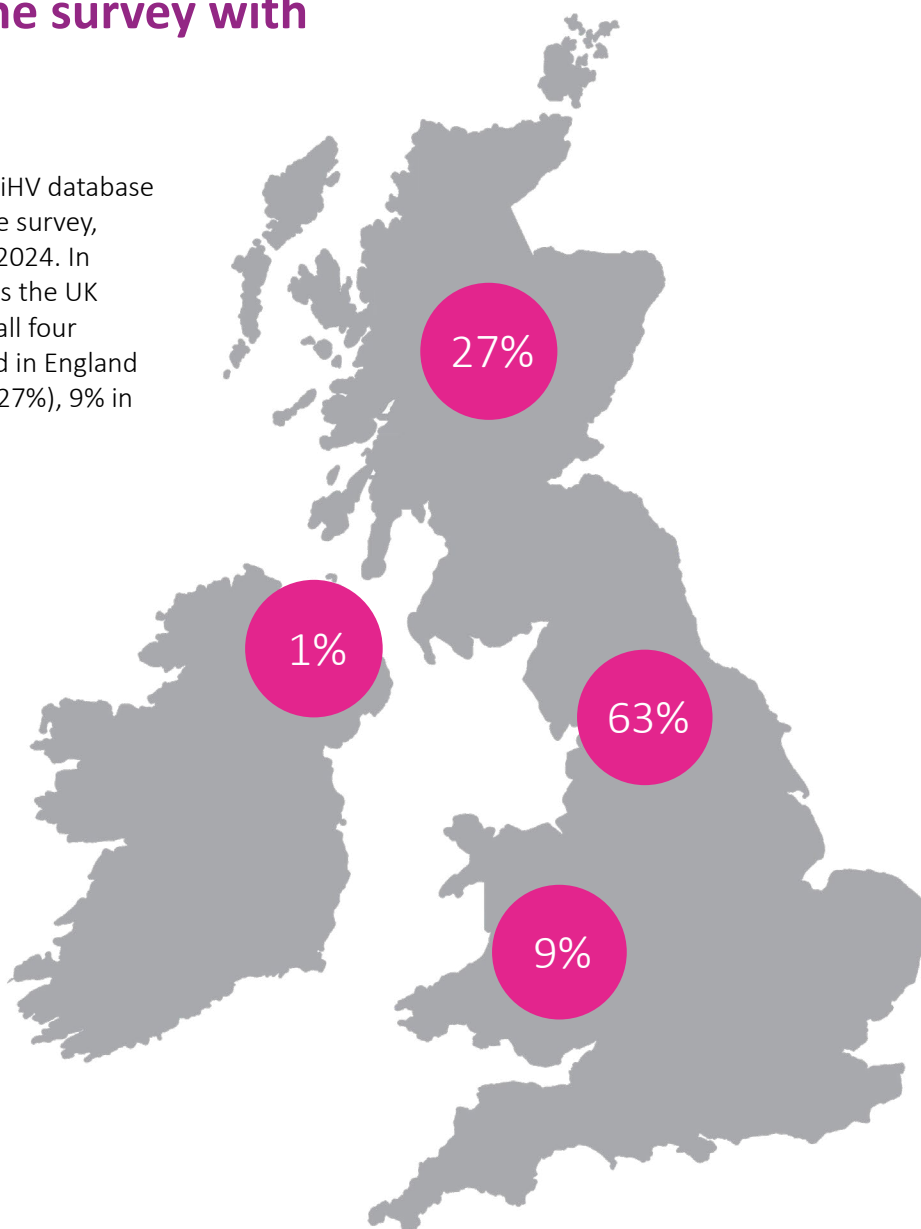 ne survey with
iHV database
e survey,
2024. In
s the UK
all four
d in England
27%), 9% in
27%
1%
63%
9%